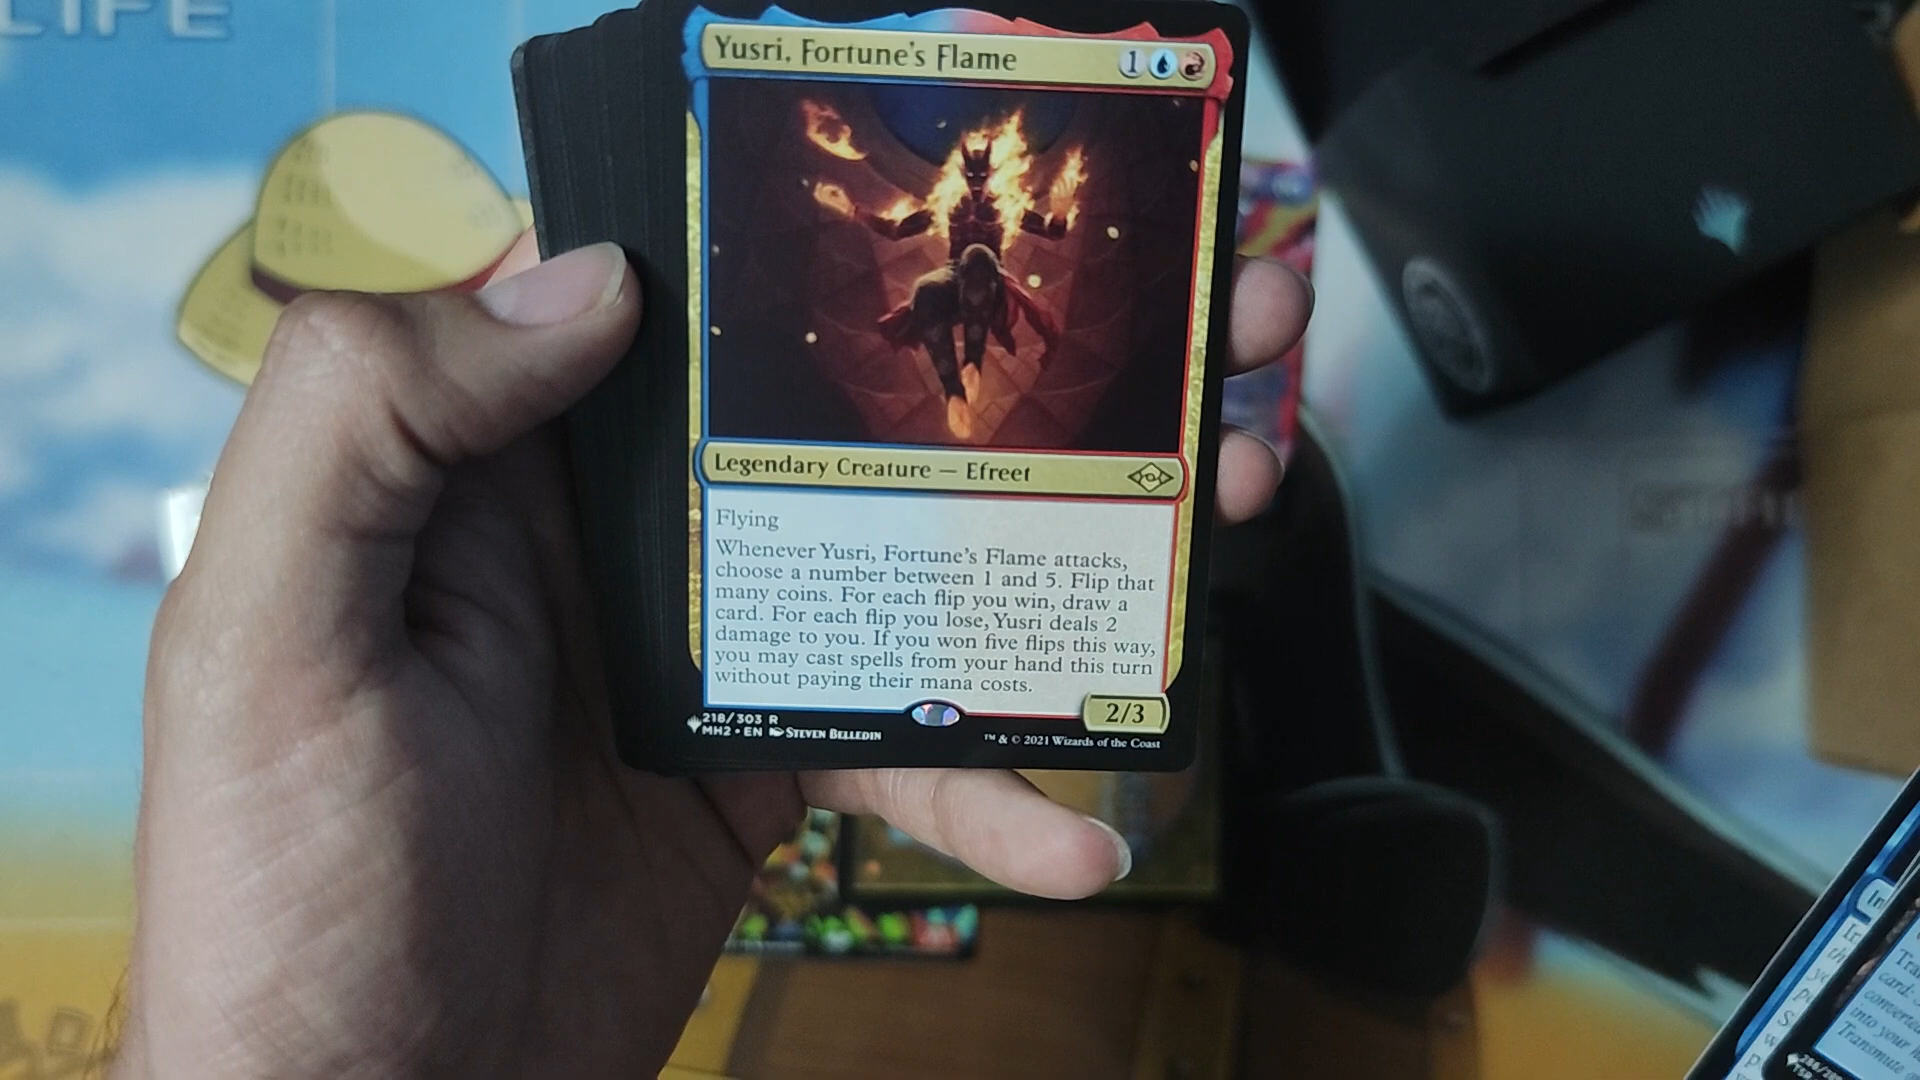 LIFE
Yusri, Fortune's Flame 1
Legendary Creature — Efreet
Flying
Whenever Yusri, Fortune's Flame attacks,
choose a number between 1 and 5. Flip that
many coins. For each flip you win, draw a
card. For each flip you lose, Yusri deals 2
damage to you. If you won five flips this way,
you may cast spells from your hand this turn
without paying their mana costs.
2/3
218/303 R
MH2 • EN STEVEN BELLEDIN
™ & © 2021 Wizards of the Coast
card.
converted
into your
Transmute
TSR